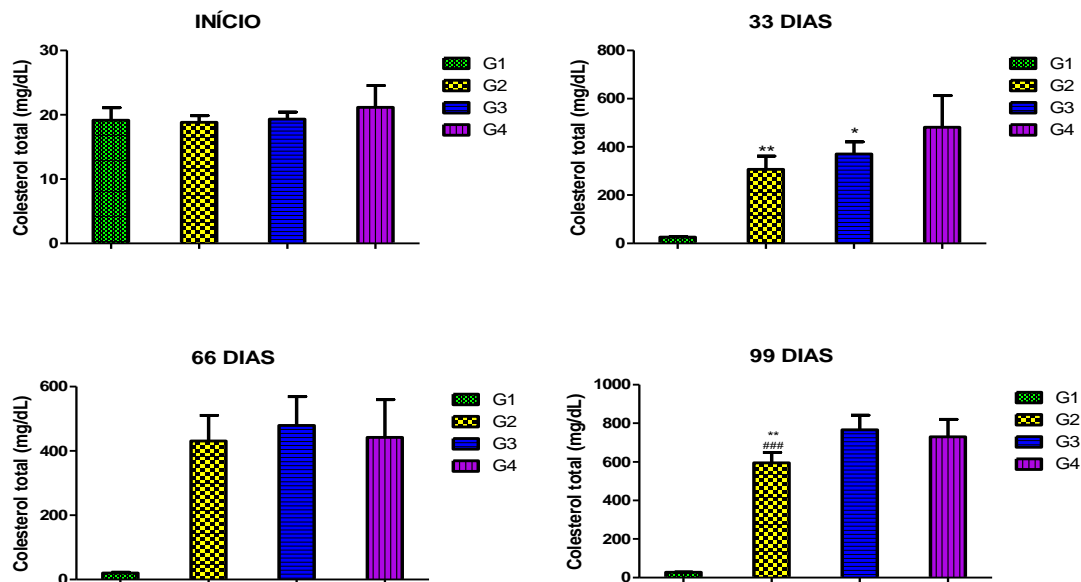 INÍCIO
Colesterol total (mg/dL)
30
20
10
0
G1
G2
G3
G4
33 DIAS
Colesterol total (mg/dL)
800
600
400
200
0
**
*
G1
G2
G3
G4
66 DIAS
Colesterol total (mg/dL)
600
400
200
0
G1
G2
G3
G4
99 DIAS
Colesterol total (mg/dL)
1000
800
600
400
200
0
**
###
G1
G2
G3
G4